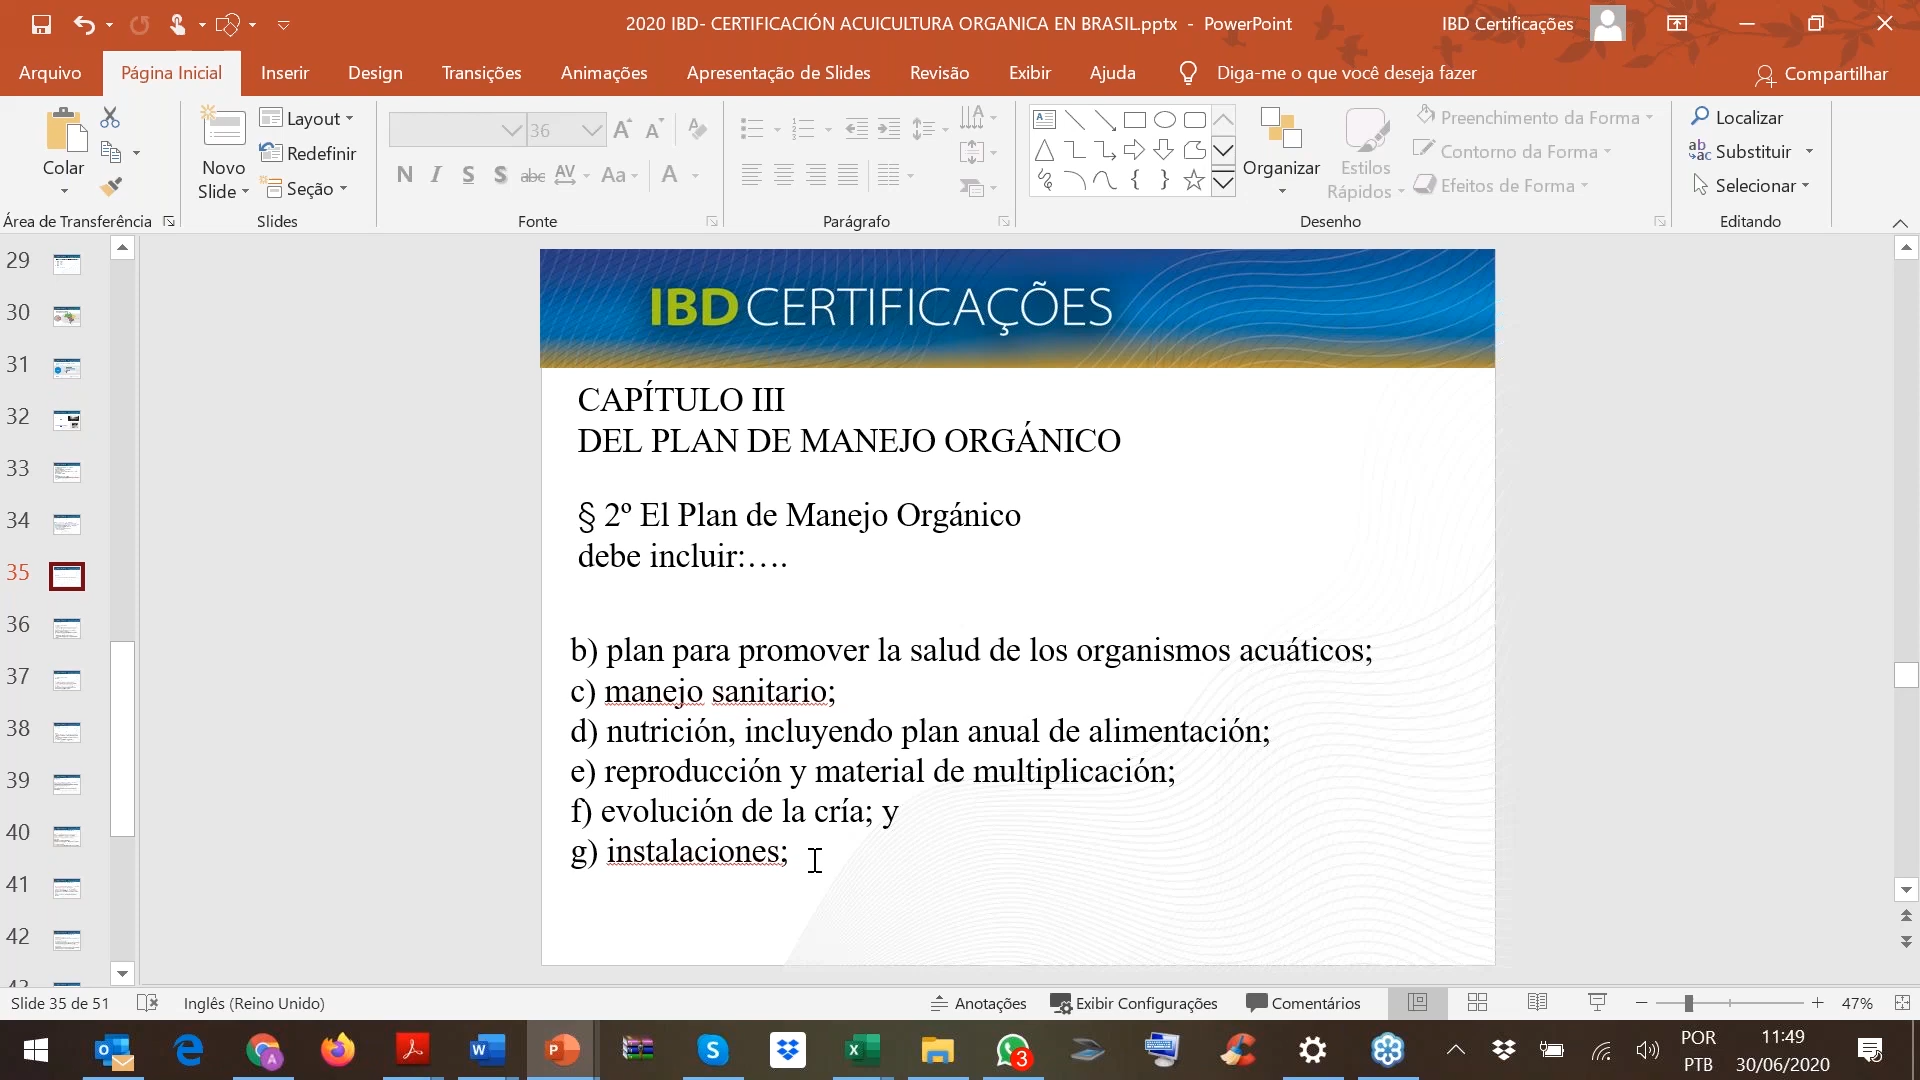 2020 IBD- CERTIFICACIÓN ACUICULTURA ORGANICA EN BRASIL.pptx - PowerPoint
IBD Certificações
Arquivo Página Inicial Inserir Design Transições Animações Apresentação de Slides Revisão Exibir Ajuda Diga-me o que você deseja fazer Compartilhar
Colar
Novo Slide
Layout
Redefinir
Seção
36
N I S S abc AV Aa A
Organizar
Estilos Rápidos
Preenchimento da Forma
Contorno da Forma
Efeitos de Forma
Localizar
Substituir
Selecionar
Área de Transferência Slides Fonte Parágrafo Desenho Editando
29
30
31
32
33
34
35
36
37
38
39
40
41
42
IBD CERTIFICAÇÕES
CAPÍTULO III
DEL PLAN DE MANEJO ORGÁNICO
§ 2º El Plan de Manejo Orgánico
debe incluir:….
b) plan para promover la salud de los organismos acuáticos;
c) manejo sanitario;
d) nutrición, incluyendo plan anual de alimentación;
e) reproducción y material de multiplicación;
f) evolución de la cría; y
g) instalaciones;
Slide 35 de 51 Inglês (Reino Unido) Anotações Exibir Configurações Comentários 47%
3
POR
PTB
11:49
30/06/2020